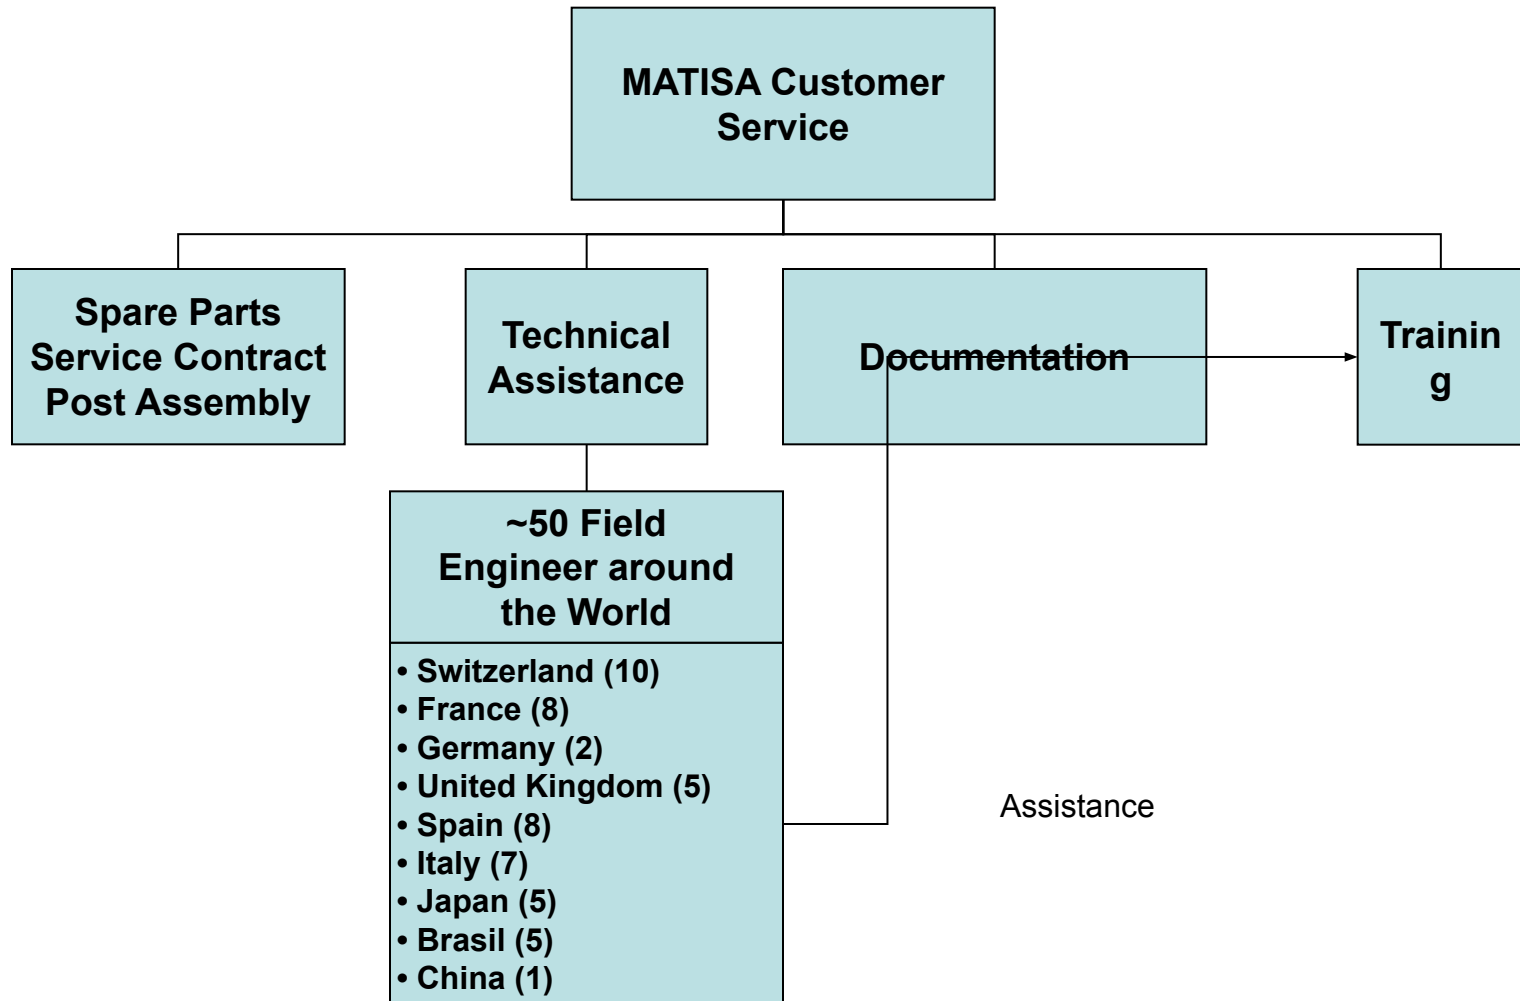 MATISA Customer
Service
Spare Parts
Service Contract
Post Assembly
Technical
Assistance
Documentation
Trainin
g
~50 Field
Engineer around
the World
• Switzerland (10)
• France (8)
• Germany (2)
• United Kingdom (5)
• Spain (8)
• Italy (7)
• Japan (5)
• Brasil (5)
• China (1)
Assistance